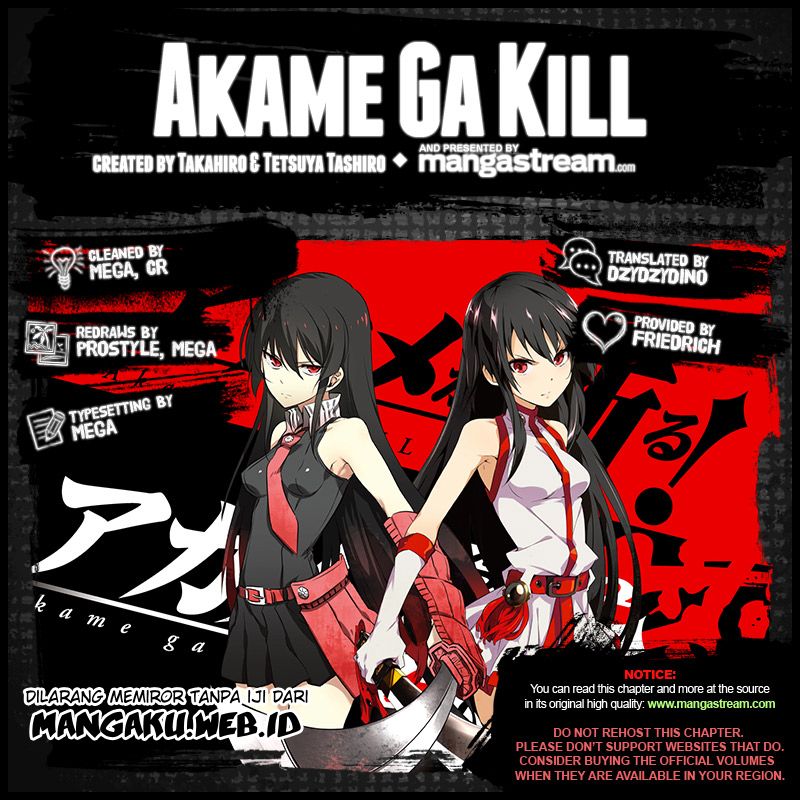 AKAME GA KILL
CREATED BY TAKAHIRO & TETSUYA TASHIRO ◆ AND PRESENTED BY mangastream.com
CLEANED BY
MEGA, CR
TRANSLATED BY
DZYDZYDINO
REDRAWS BY
PROSTYLE, MEGA
PROVIDED BY
FRIEDRICH
TYPESETTING BY
MEGA
る!
アカ
kame ga
DILARANG MEMIROR TANPA IJI DARI
MANGAKU.WEB.ID
NOTICE:
You can read this chapter and more at the source
in its original high quality: www.mangastream.com
DO NOT REHOST THIS CHAPTER.
PLEASE DON'T SUPPORT WEBSITES THAT DO.
CONSIDER BUYING THE OFFICIAL VOLUMES
WHEN THEY ARE AVAILABLE IN YOUR REGION.